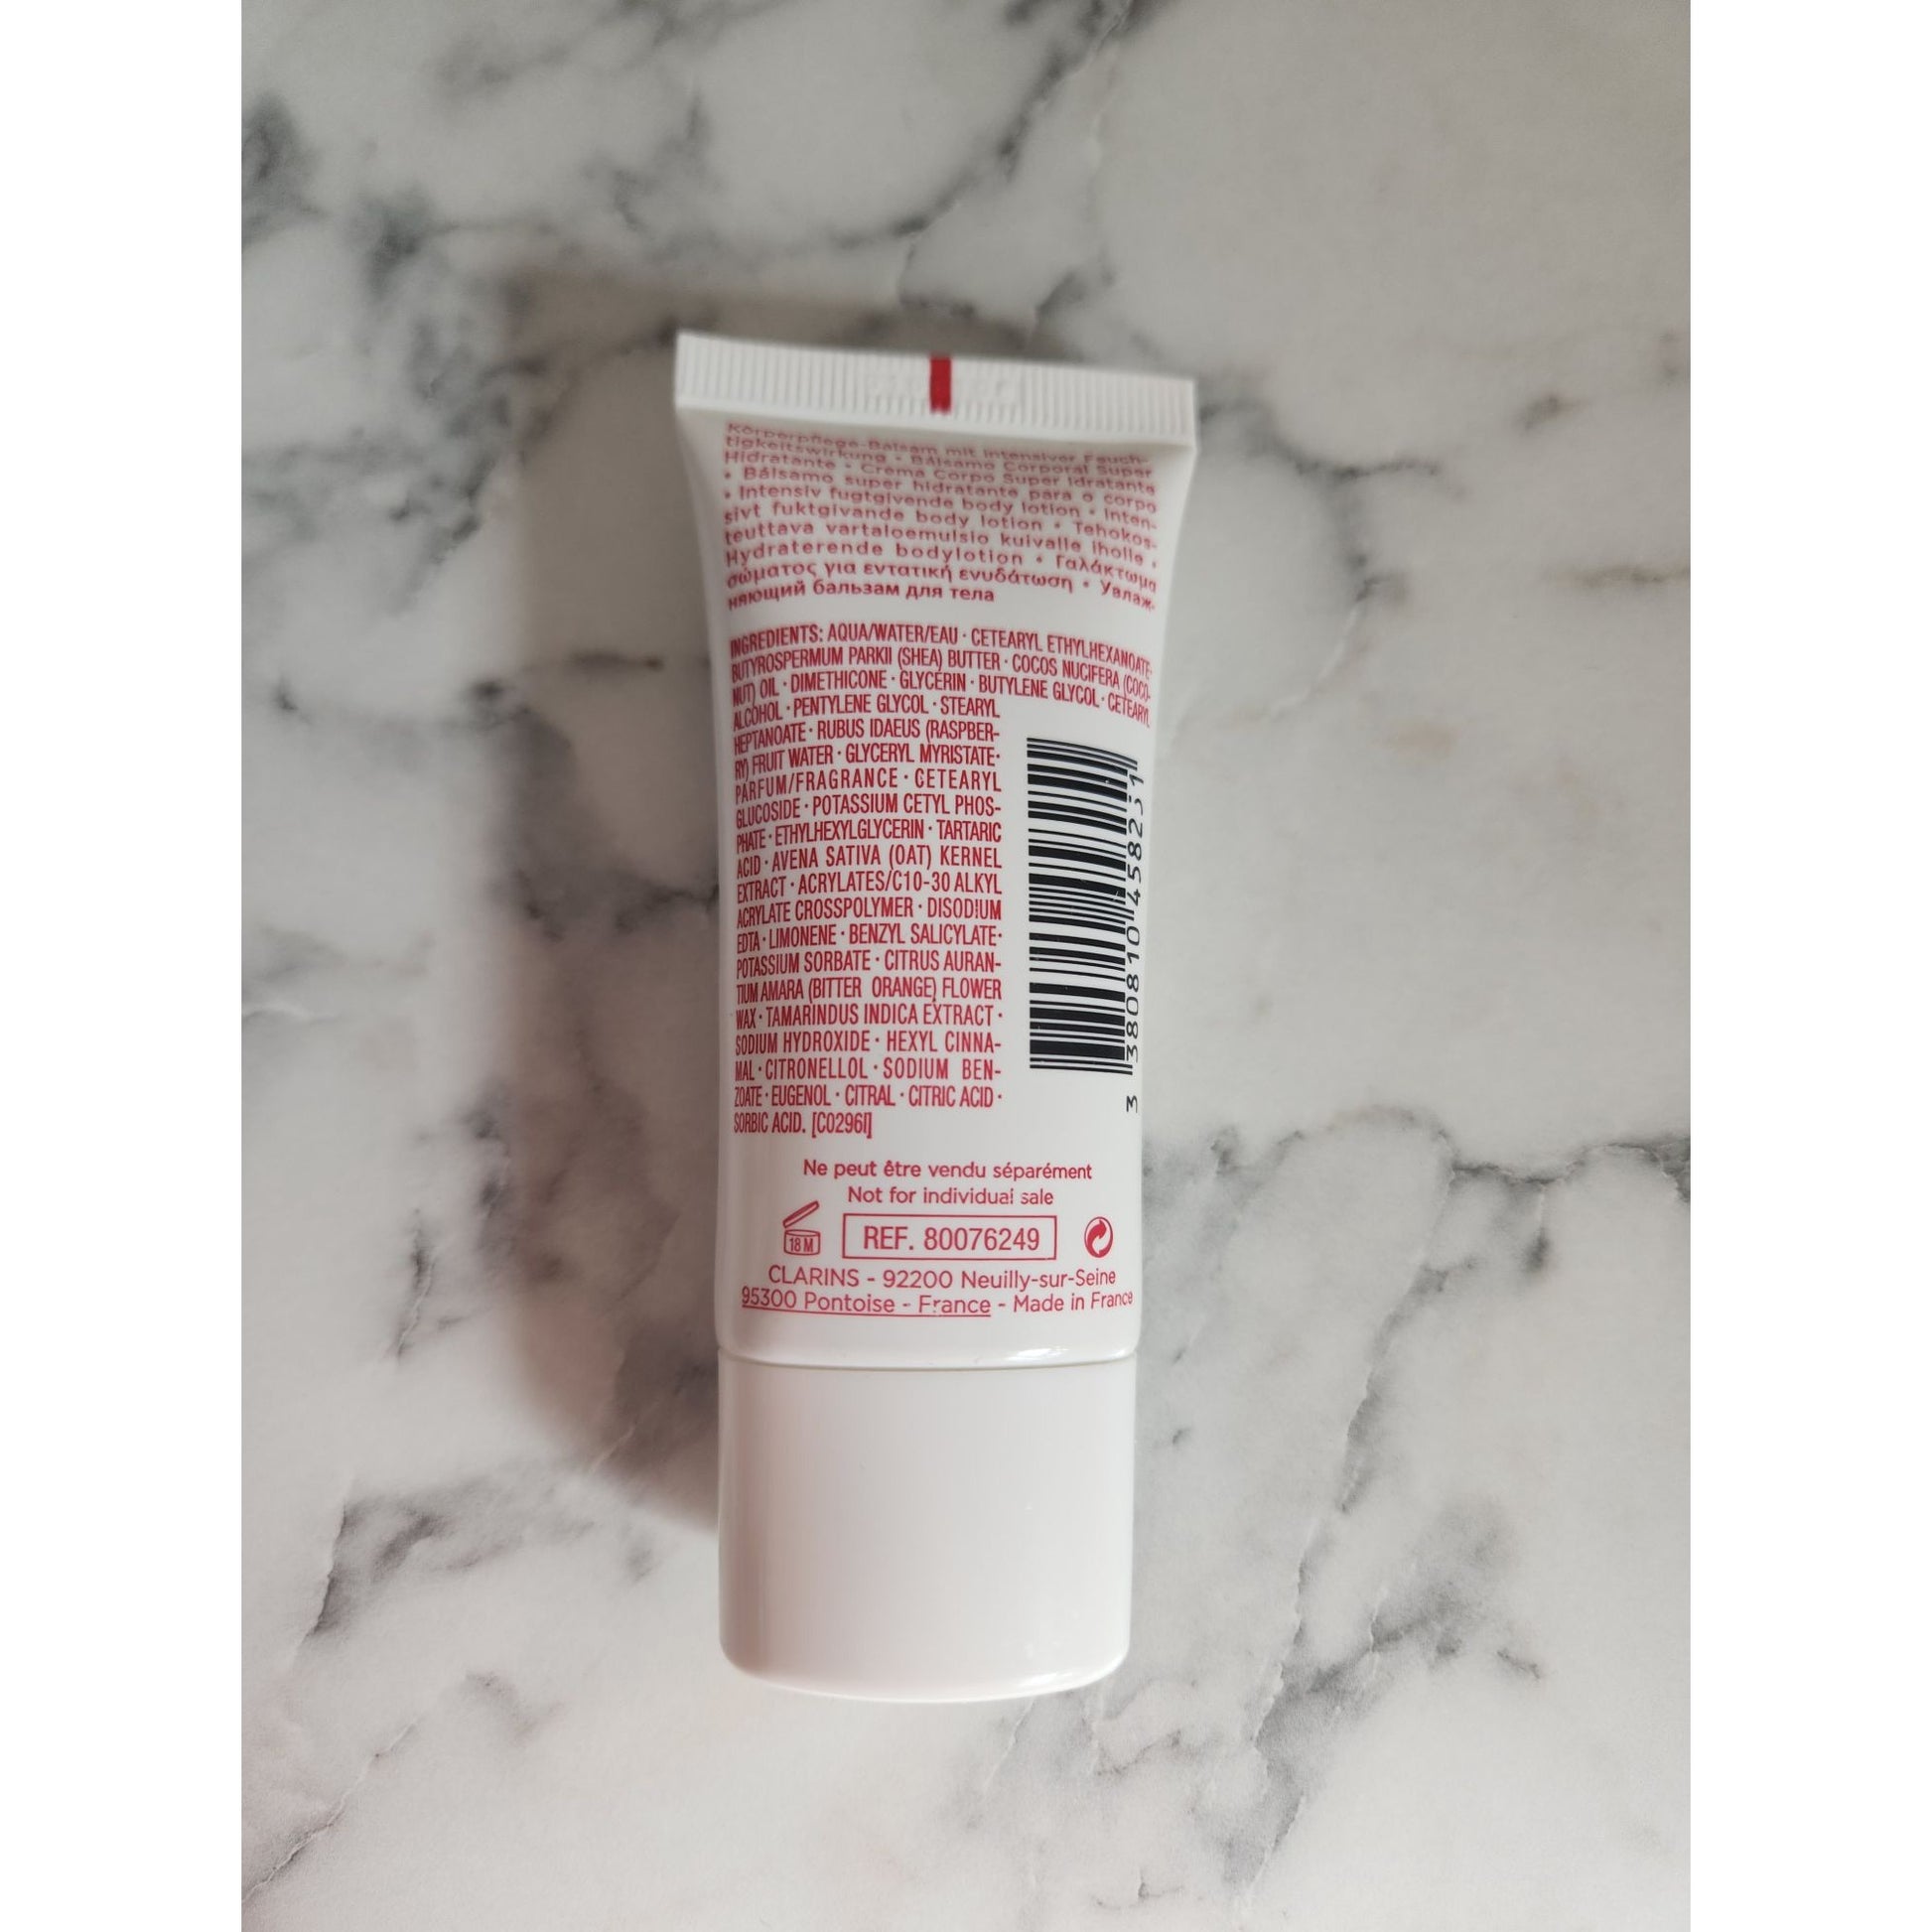 Körperpflege-Balsam mit intensiver Feuch-
tigkeitswirkung • Bálsamo Corporal Super
Hidratante • Crema Corpo Super Idratante
• Bálsamo super hidratante para o corpo
• Intensiv fugtgivende body lotion • Inten-
sivt fuktgivande body lotion • Tehokos-
teuttava vartaloemulsio kuivalle iholle •
Hydraterende bodylotion • Γαλάκτωμα
σώματος για εντατική ενυδάτωση • Увлаж-
няющий бальзам для тела
INGREDIENTS: AQUA/WATER/EAU · CETEARYL ETHYLHEXANOATE·
BUTYROSPERMUM PARKII (SHEA) BUTTER · COCOS NUCIFERA (COCO-
NUT) OIL · DIMETHICONE · GLYCERIN · BUTYLENE GLYCOL · CETEARYL
ALCOHOL · PENTYLENE GLYCOL · STEARYL
HEPTANOATE · RUBUS IDAEUS (RASPBER-
RY) FRUIT WATER · GLYCERYL MYRISTATE·
PARFUM/FRAGRANCE · CETEARYL
GLUCOSIDE · POTASSIUM CETYL PHOS-
PHATE · ETHYLHEXYLGLYCERIN · TARTARIC
ACID · AVENA SATIVA (OAT) KERNEL
EXTRACT · ACRYLATES/C10-30 ALKYL
ACRYLATE CROSSPOLYMER · DISODIUM
EDTA · LIMONENE · BENZYL SALICYLATE·
POTASSIUM SORBATE · CITRUS AURAN-
TIUM AMARA (BITTER ORANGE) FLOWER
WAX · TAMARINDUS INDICA EXTRACT ·
SODIUM HYDROXIDE · HEXYL CINNA-
MAL · CITRONELLOL · SODIUM BEN-
ZOATE · EUGENOL · CITRAL · CITRIC ACID ·
SORBIC ACID. [C0296I]
3 380810 458251
Ne peut être vendu séparément
Not for individual sale
18 M
REF. 80076249
CLARINS - 92200 Neuilly-sur-Seine
95300 Pontoise - France - Made in France